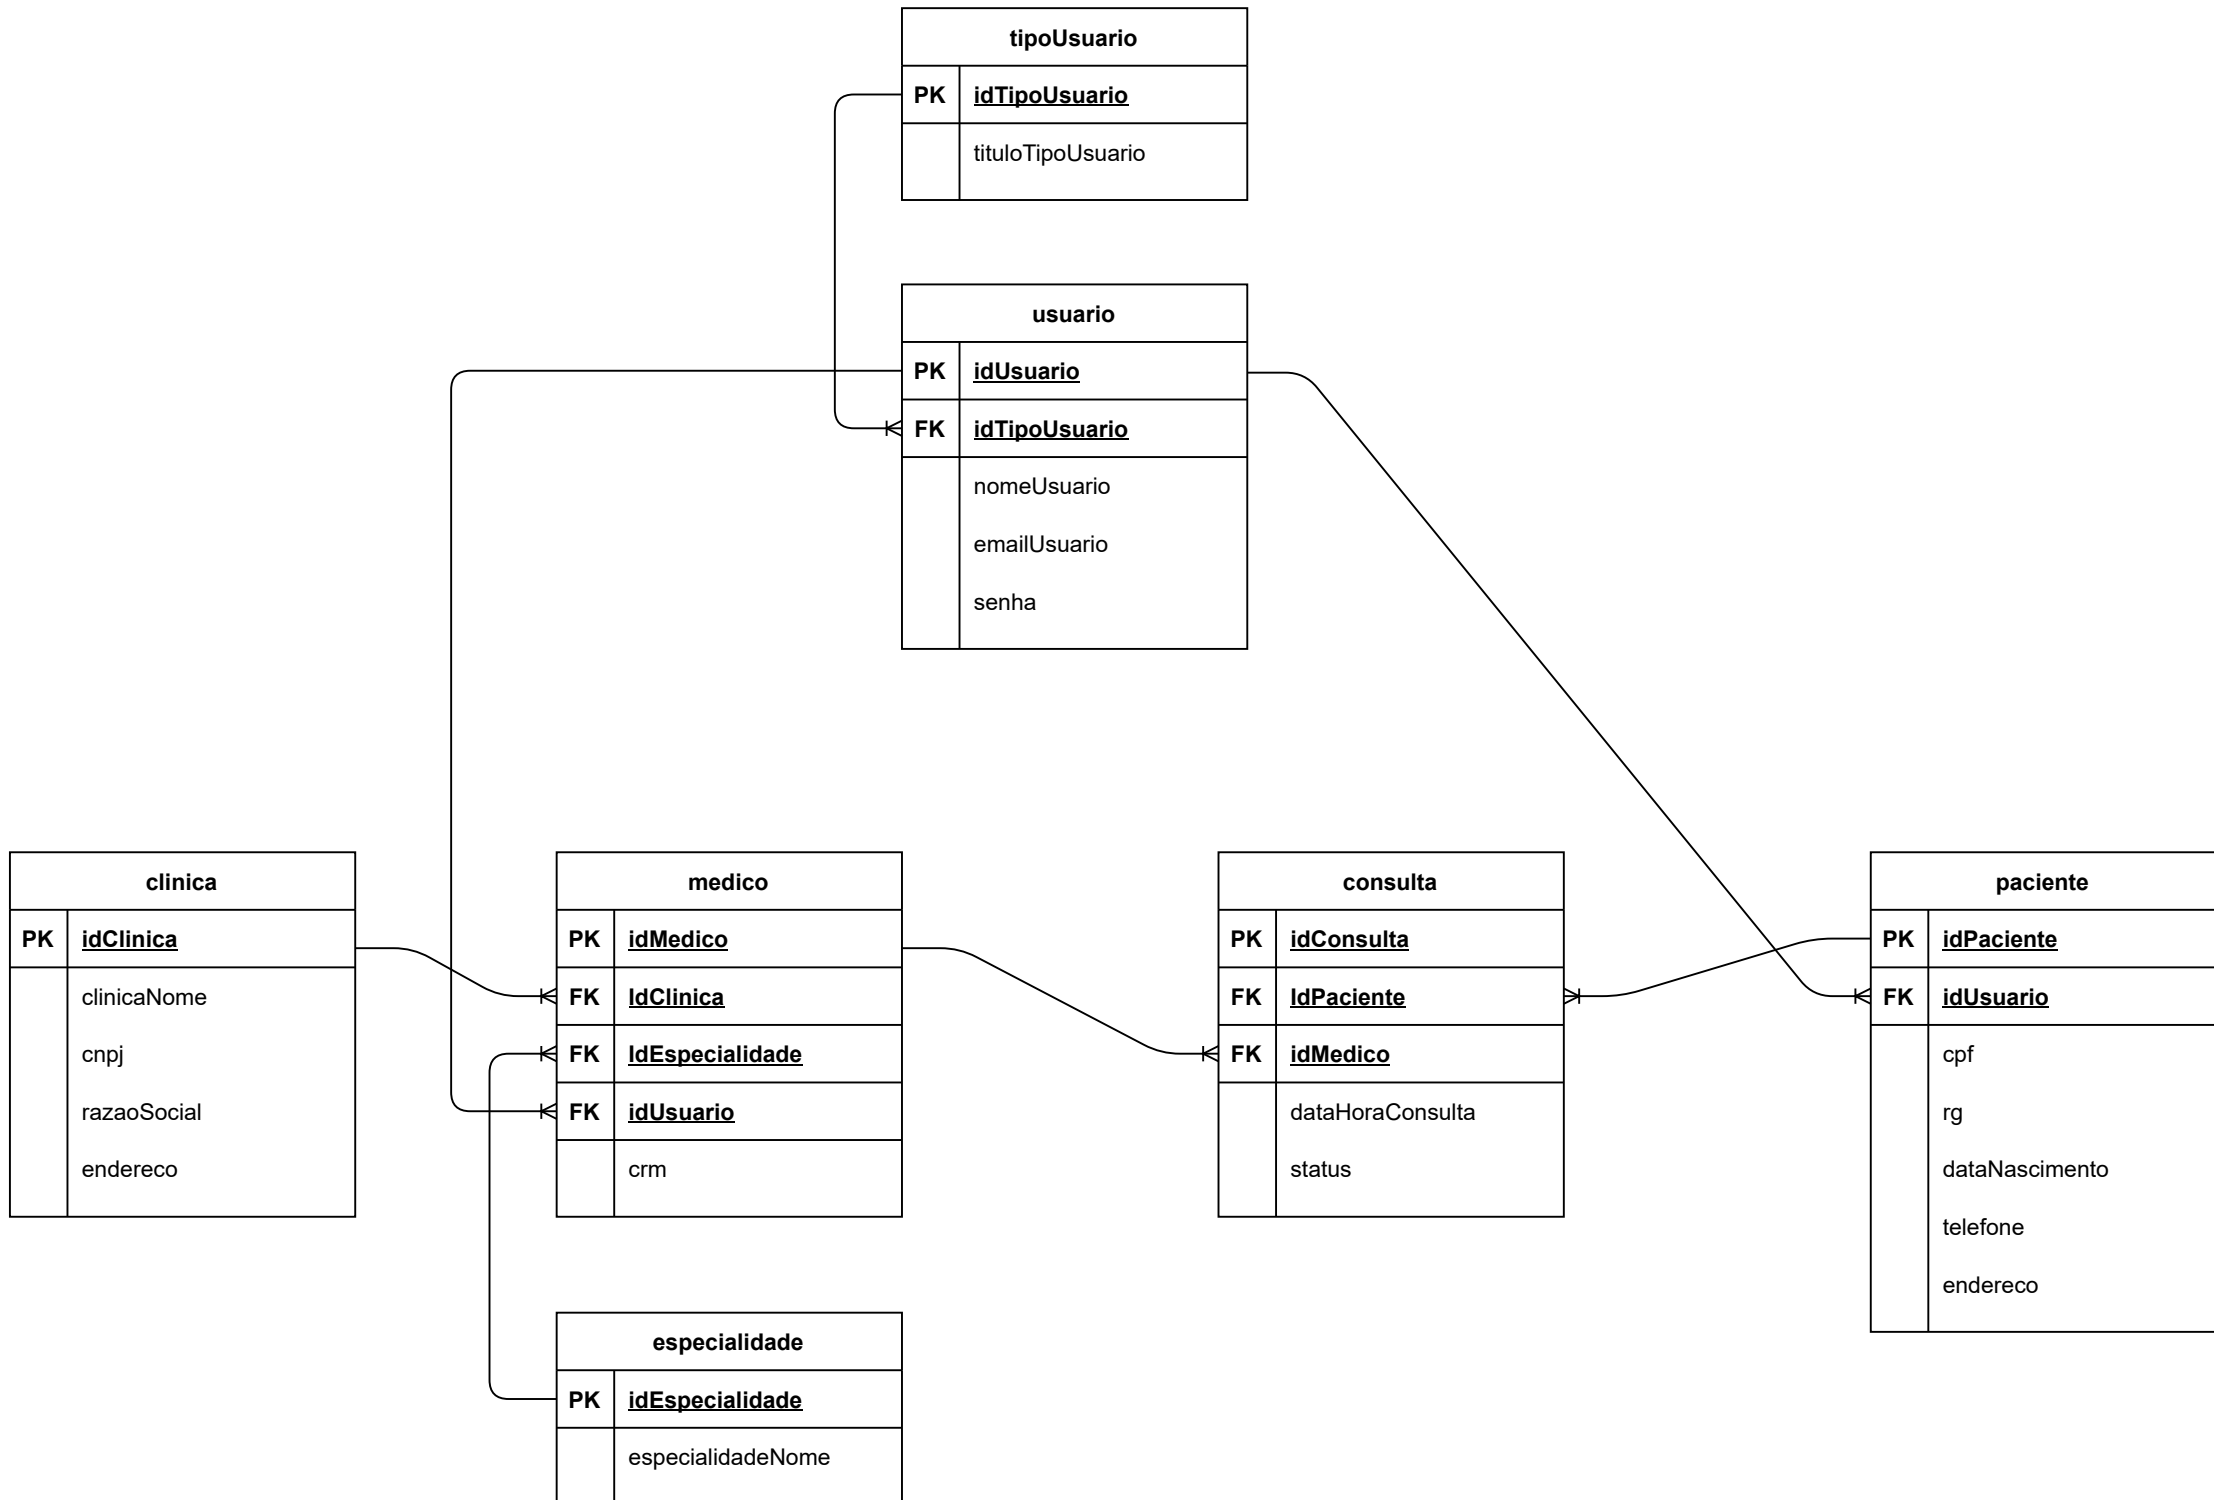 tipoUsuario
PK idTipoUsuario
tituloTipoUsuario
usuario
PK idUsuario
FK idTipoUsuario
nomeUsuario
emailUsuario
senha
clinica
PK idClinica
clinicaNome
cnpj
razaoSocial
endereco
medico
PK idMedico
FK IdClinica
FK IdEspecialidade
FK idUsuario
crm
consulta
PK idConsulta
FK IdPaciente
FK idMedico
dataHoraConsulta
status
paciente
PK idPaciente
FK idUsuario
cpf
rg
dataNascimento
telefone
endereco
especialidade
PK idEspecialidade
especialidadeNome